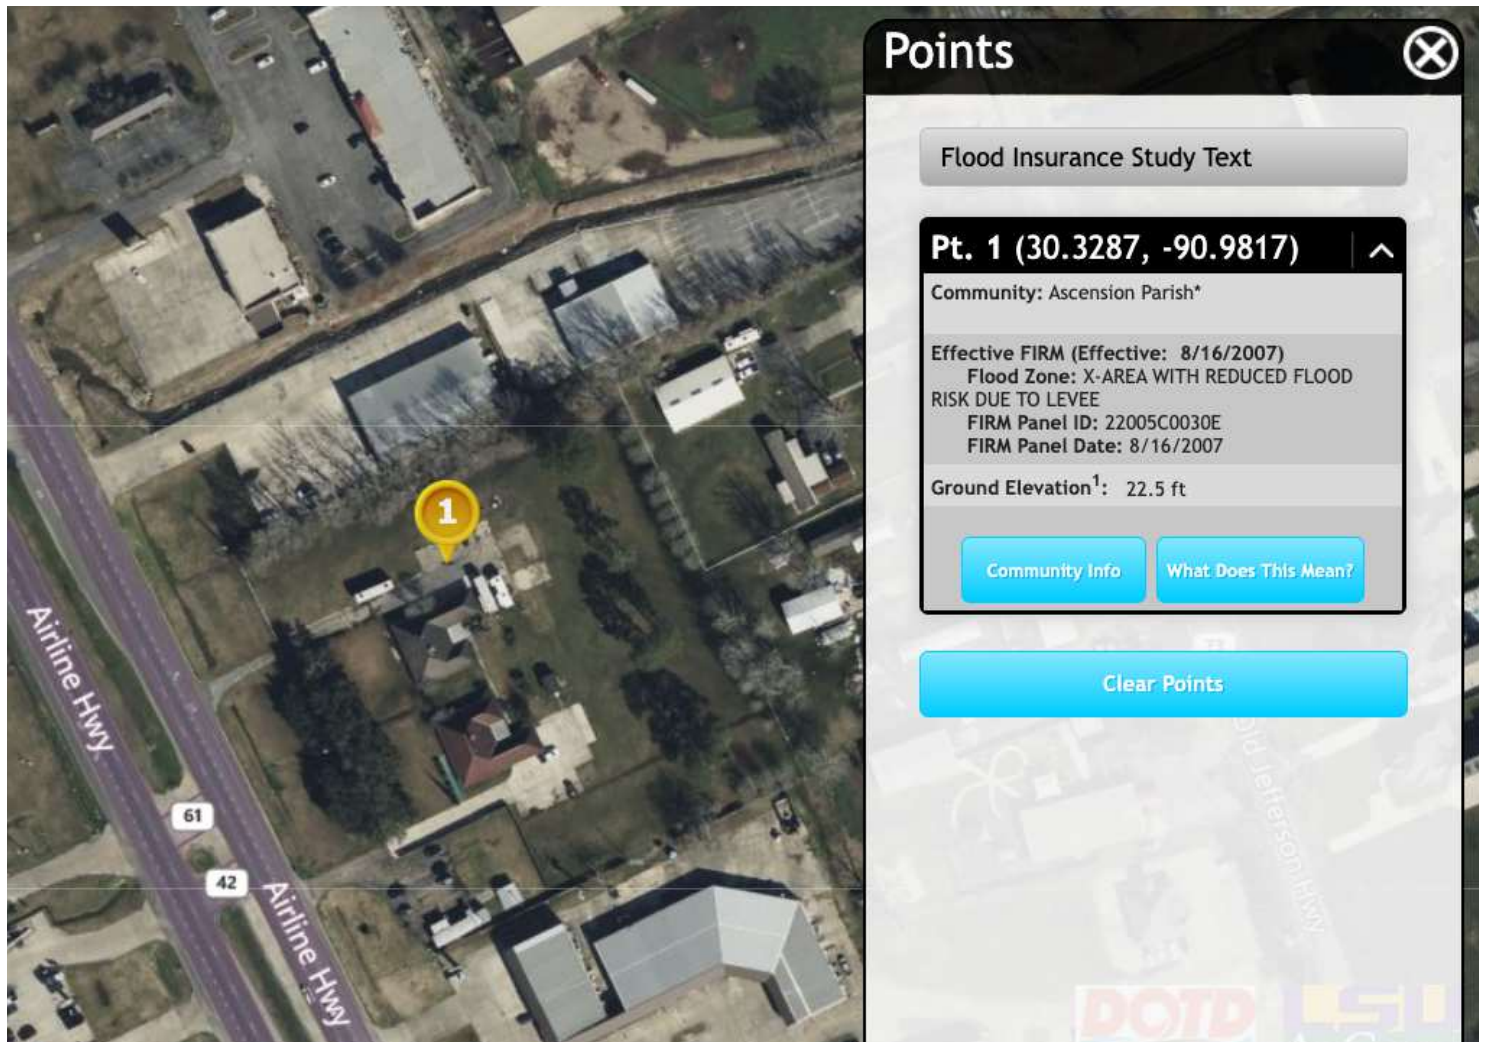 Points
Flood Insurance Study Text
Pt. 1 (30.3287, -90.9817)
Community: Ascension Parish*
Effective FIRM (Effective: 8/16/2007)
Flood Zone: X-AREA WITH REDUCED FLOOD
RISK DUE TO LEVEE
FIRM Panel ID: 22005C0030E
FIRM Panel Date: 8/16/2007
Ground Elevation1: 22.5 ft
Community Info
What Does This Mean?
Clear Points
1
Airline Hwy
61
42
Airline Hwy
Old Jefferson Hwy
DOTD
LSU